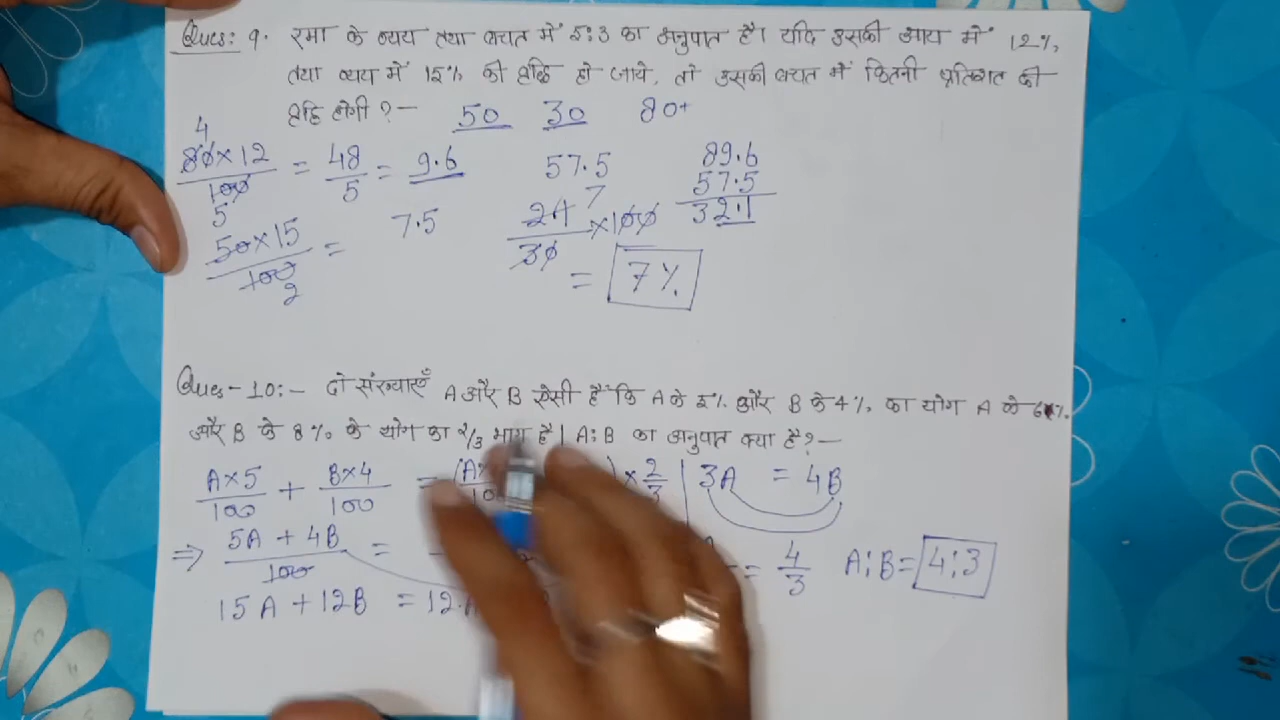 Ques: 9. रमा के व्यय तथा बचत में 5:3 का अनुपात है। यदि उसकी आय में 12%
तथा व्यय में 15% की वृद्धि हो जाये, तो उसकी बचत में कितनी प्रतिशत की
वृद्धि होगी ?-
50 30 80+
80×12/100 = 48/5 = 9.6
4
5
57.5
89.6
57.5
32.1
50×15/100 = 7.5
2
×100
30
7
= 7%
Ques-10:- दो संख्याएँ A और B ऐसी हैं कि A के 5% और B के 4% का योग A के 6%
और B के 8% के योग का 2/3 भाग है। A:B का अनुपात क्या है ?-
A×5/100 + B×4/100 = × 2/3
3A = 4B
⇒ 5A + 4B/100 =
= 4/3 A:B = 4:3
15A + 12B = 12